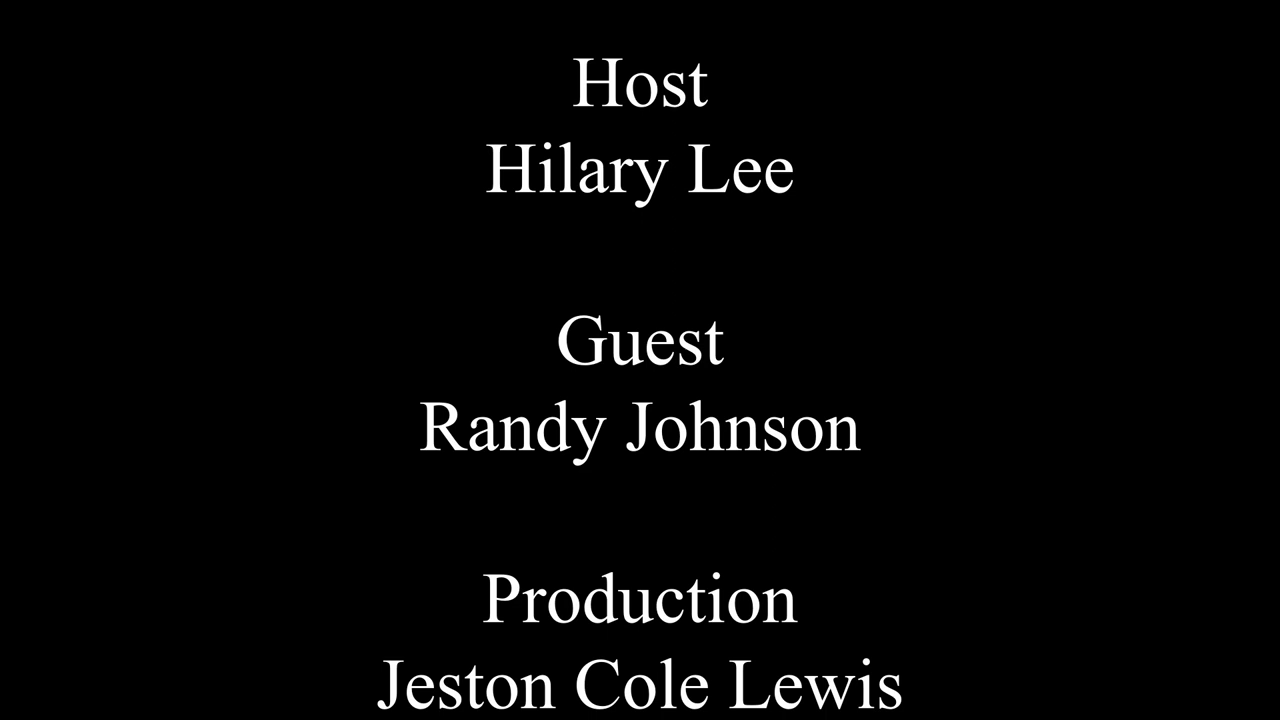 Host
Hilary Lee
Guest
Randy Johnson
Production
Jeston Cole Lewis